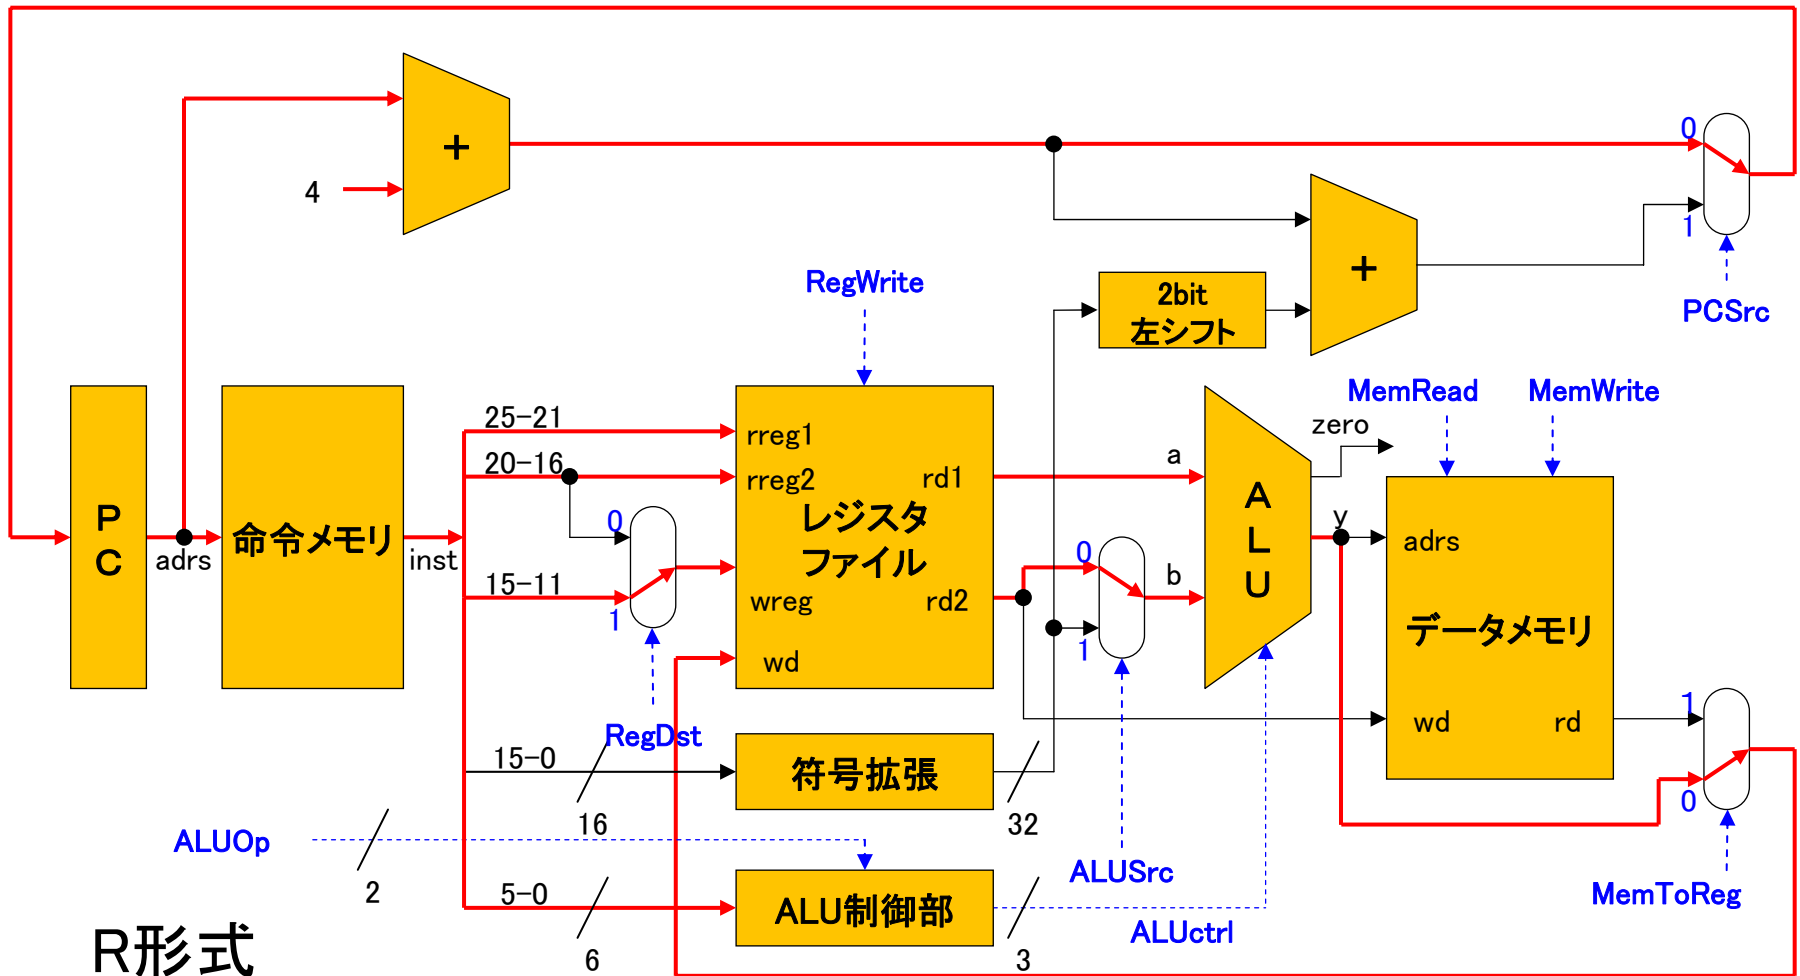 +
4
0
1
+
PCSrc
RegWrite
2bit
左シフト
MemRead
MemWrite
zero
PC
adrs
命令メモリ
inst
25-21
20-16
15-11
0
1
RegDst
rreg1
rreg2
rd1
レジスタ
ファイル
wreg
rd2
wd
a
b
0
1
ALU
y
adrs
データメモリ
wd
rd
1
0
MemToReg
15-0
16
符号拡張
32
ALUSrc
ALUOp
2
5-0
6
ALU制御部
3
ALUctrl
R形式